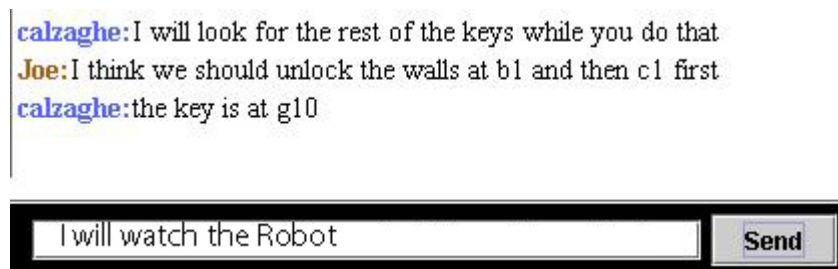 calzaghe:I will look for the rest of the keys while you do that
Joe:I think we should unlock the walls at b1 and then c1 first
calzaghe:the key is at g10
I will watch the Robot
Send